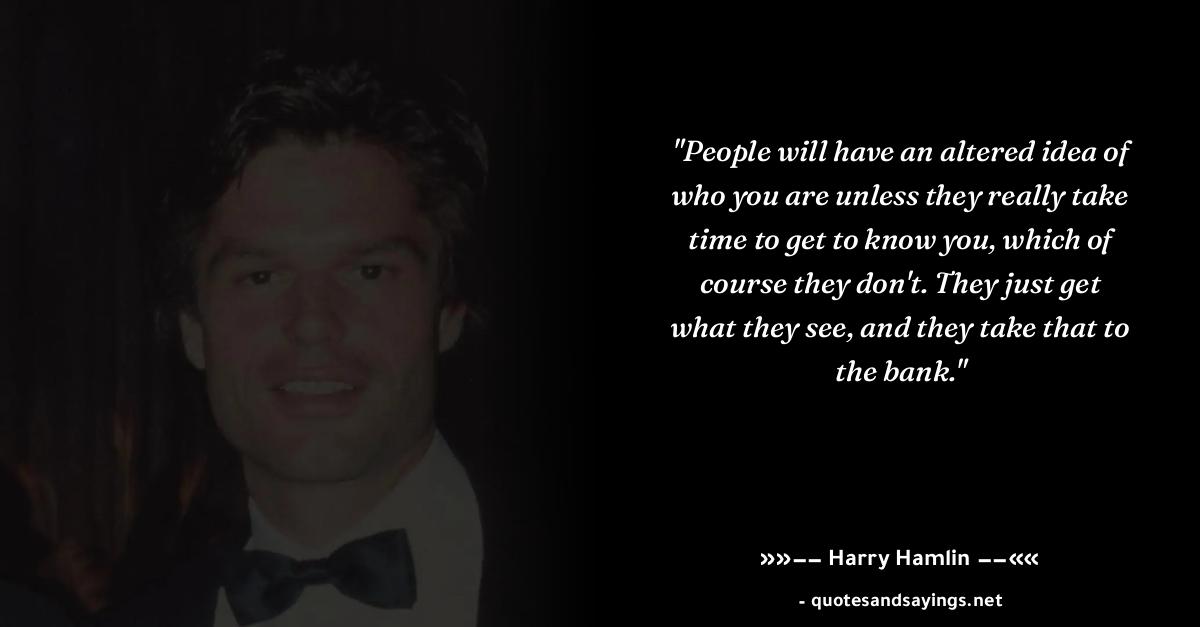 "People will have an altered idea of
who you are unless they really take
time to get to know you, which of
course they don't. They just get
what they see, and they take that to
the bank."
»»−− Harry Hamlin −−««
- quotesandsayings.net